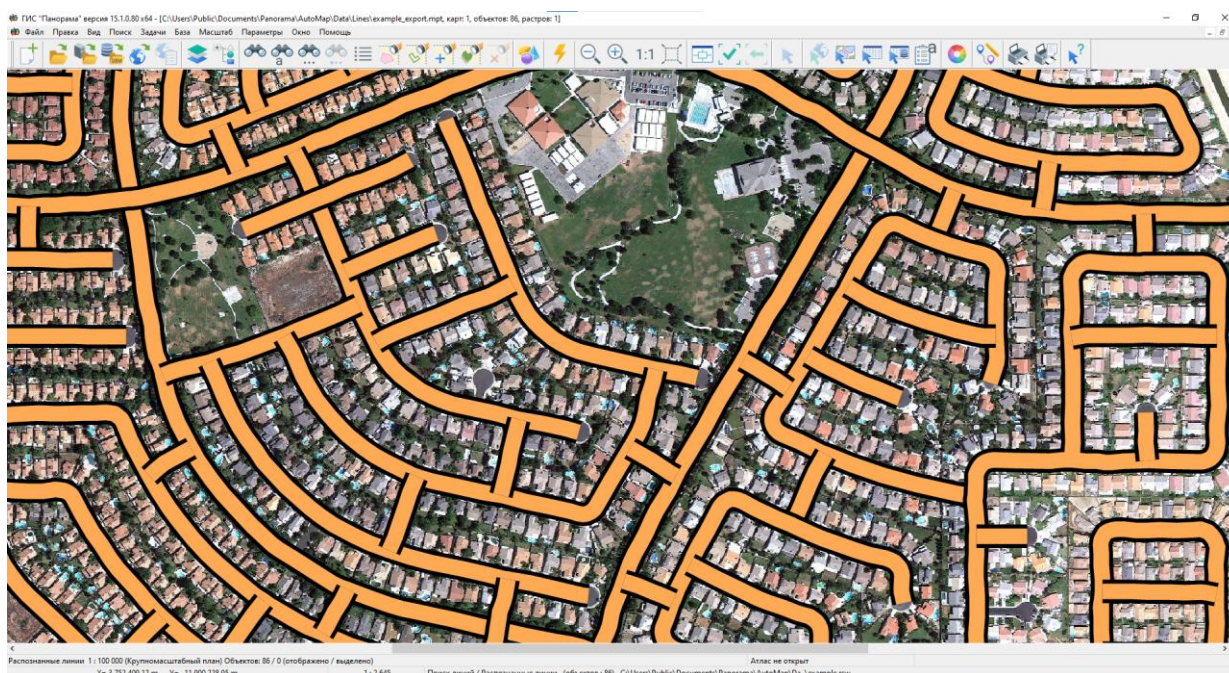 ГИС "Панорама" версия 15.1.0.80 x64 - [C:\Users\Public\Documents\Panorama\AutoMap\Data\Lines\example_export.mpt, карт: 1, объектов: 86, растров: 1]
Файл Правка Вид Поиск Задачи База Масштаб Параметры Окно Помощь
a 1:1 a
Распознанные линии 1 : 100 000 (Крупномасштабный план) Объектов: 86 / 0 (отображено / выделено) Атлас не открыт